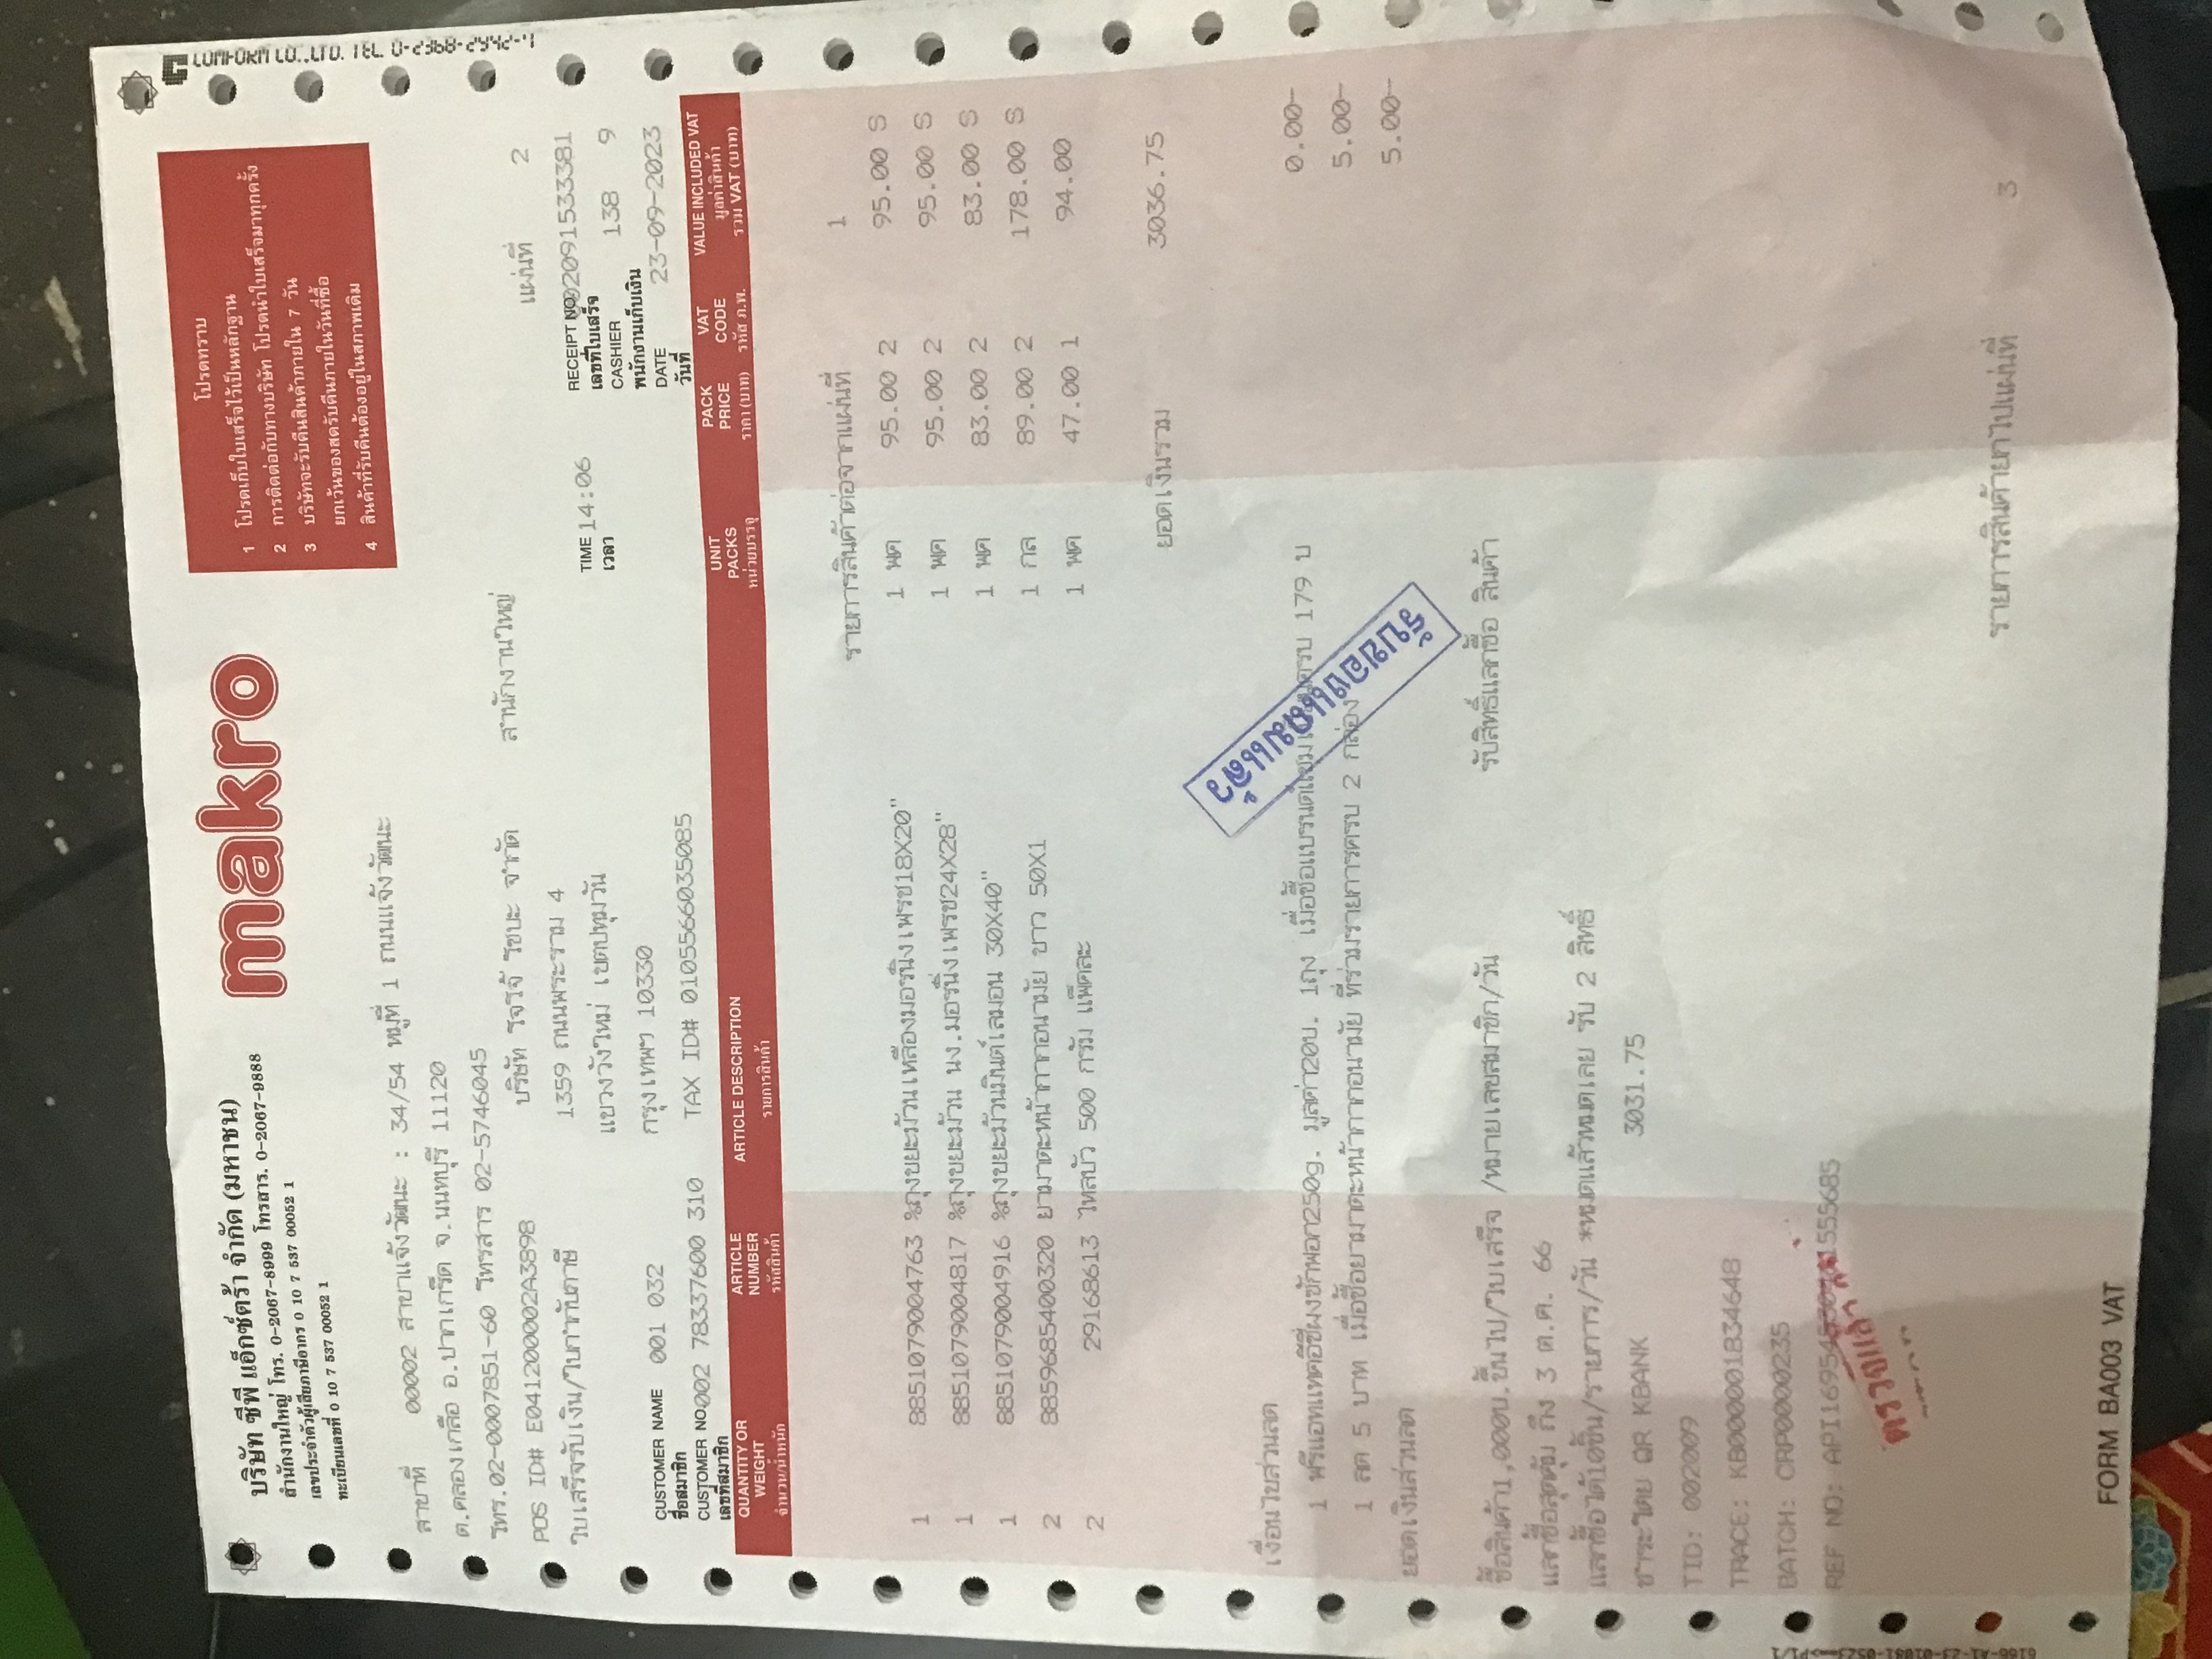 บริษัท ซีพี แอ็กซ์ตร้า จำกัด (มหาชน)
สำนักงานใหญ่ โทร. 0-2067-8999 โทรสาร. 0-2067-9888
เลขประจำตัวผู้เสียภาษีอากร 0 10 7 537 00052 1
ทะเบียนเลขที่ 0 10 7 537 00052 1
makro
โปรดทราบ
1 โปรดเก็บใบเสร็จไว้เป็นหลักฐาน
2 การติดต่อกับทางบริษัท โปรดนำใบเสร็จมาทุกครั้ง
3 บริษัทจะรับคืนสินค้าภายใน 7 วัน
ยกเว้นของสดรับคืนภายในวันที่ซื้อ
4 สินค้าที่รับคืนต้องอยู่ในสภาพเดิม
สาขาที่ 00002 สาขาแจ้งวัฒนะ : 34/54 หมู่ที่ 1 ถนนแจ้งวัฒนะ
ต.คลองเกลือ อ.ปากเกร็ด จ.นนทบุรี 11120
โทร.02-0007851-60 โทรสาร 02-5746045
POS ID# E041200002A3898 บริษัท โจโจ้ โชบะ จำกัด สำนักงานใหญ่
ใบเสร็จรับเงิน/ใบกำกับภาษี 1359 ถนนพระราม 4
แขวงวังใหม่ เขตปทุมวัน
กรุงเทพฯ 10330
แผ่นที่ 2
TIME 14:06
เวลา
RECEIPT NO. 002091533381
เลขที่ใบเสร็จ
CASHIER 138 9
พนักงานเก็บเงิน
DATE 23-09-2023
วันที่
CUSTOMER NAME 001 032
ชื่อสมาชิก
CUSTOMER NO. 002 78337600 310 TAX ID# 0105566035085
เลขที่สมาชิก
QUANTITY OR WEIGHT ARTICLE NUMBER ARTICLE DESCRIPTION UNIT PACKS PACK PRICE VAT CODE VALUE INCLUDED VAT
จำนวน/น้ำหนัก รหัสสินค้า รายการสินค้า หน่วยบรรจุ ราคา (บาท) รหัส ภ.พ. มูลค่าสินค้า รวม VAT (บาท)
รายการสินค้าต่อจากแผ่นที่ 1
1 8851079004763 %ถุงขยะม้วนเหลืองมอร์นิ่งเฟรช18X20" 1 พค 95.00 2 95.00 S
1 8851079004817 %ถุงขยะม้วน นง.มอร์นิ่งเฟรช24X28" 1 พค 95.00 2 95.00 S
1 8851079004916 %ถุงขยะม้วนมินต์เลมอน 30X40" 1 พค 83.00 2 83.00 S
2 8859685400320 ยามาดะหน้ากากอนามัย ขาว 50X1 1 กล 89.00 2 178.00 S
2 29168613 ไหลบัว 500 กรัม แพ็คละ 1 พค 47.00 1 94.00
ยอดเงินรวม 3036.75
รับของแถมแล้ว
เงื่อนไขส่วนลด
1 ฟรีแอทแทคอีซี่ผงซักฟอก250g. มูลค่า20บ. 1ถุง เมื่อซื้อแบรนด์แชมเปี้ยนครบ 179 บ 0.00-
1 ลด 5 บาท เมื่อซื้อยามาดะหน้ากากอนามัย ที่ร่วมรายการครบ 2 กล่อง 5.00-
ยอดเงินส่วนลด 5.00-
ซื้อสินค้า1,000บ.ขึ้นไป/ใบเสร็จ /หมายเลขสมาชิก/วัน รับสิทธิ์แลกซื้อ สินค้า
แลกซื้อสุดคุ้ม ถึง 3 ต.ค. 66
แลกซื้อได้10ชิ้น/รายการ/วัน *หมดแล้วหมดเลย รับ 2 สิทธิ์
ชำระโดย QR KBANK 3031.75
TID: 002009
TRACE: KB000001834648
BATCH: CRP0000235
REF NO:
ตรวจแล้ว
รายการสินค้ายกไปแผ่นที่ 3
FORM BA003 VAT